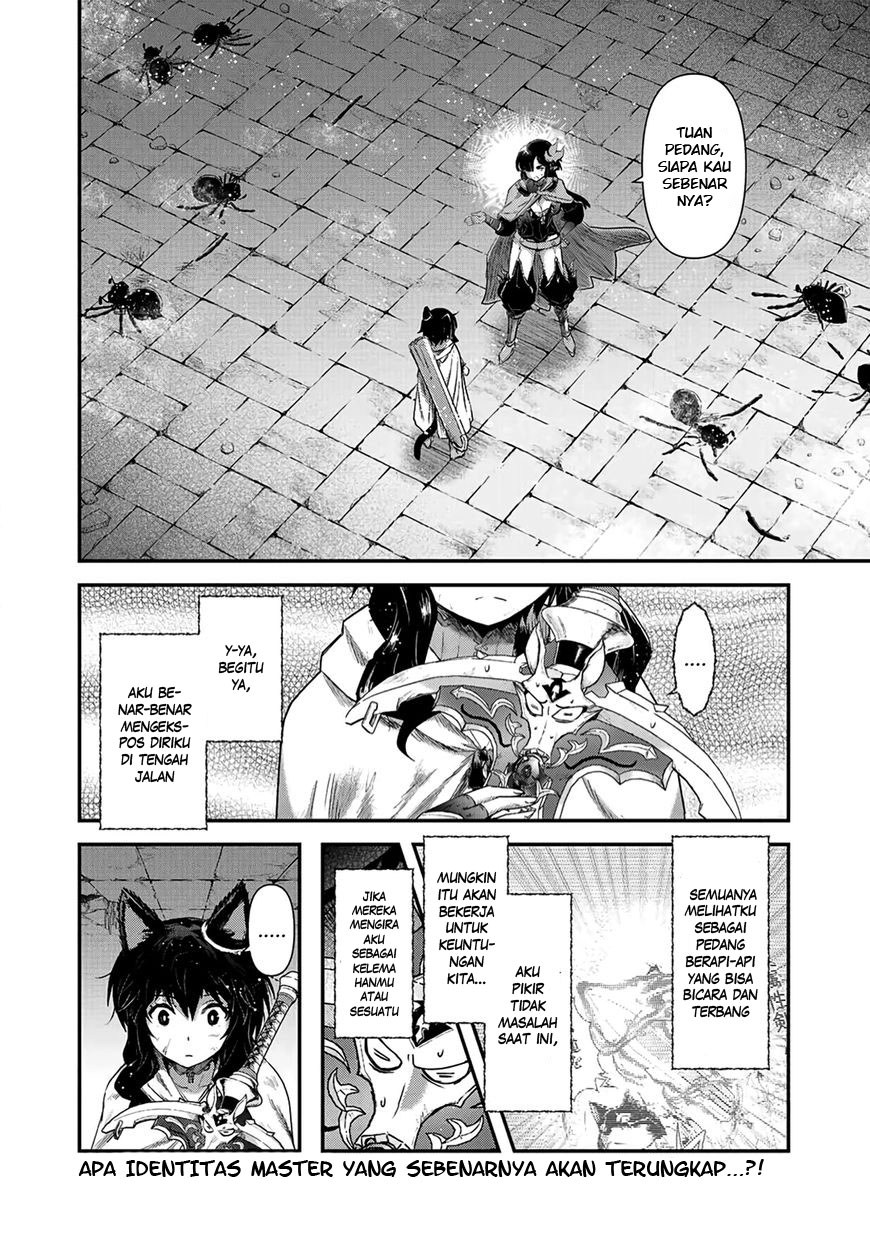 TUAN
PEDANG,
SIAPA KAU
SEBENAR
NYA?
.....
Y-YA,
BEGITU
YA,
AKU BE-
NAR-BENAR
MENGEKS-
POS DIRIKU
DI TENGAH
JALAN
SEMUANYA
MELIHATKU
SEBAGAI
PEDANG
BERAPI-API
YANG BISA
BICARA DAN
TERBANG
AKU
PIKIR
TIDAK
MASALAH
SAAT INI,
MUNGKIN
ITU AKAN
BEKERJA
UNTUK
KEUNTU-
NGAN
KITA...
JIKA
MEREKA
MENGIRA
AKU
SEBAGAI
KELEMA
HANMU
ATAU
SESUATU
.....
APA IDENTITAS MASTER YANG SEBENARNYA AKAN TERUNGKAP...?!